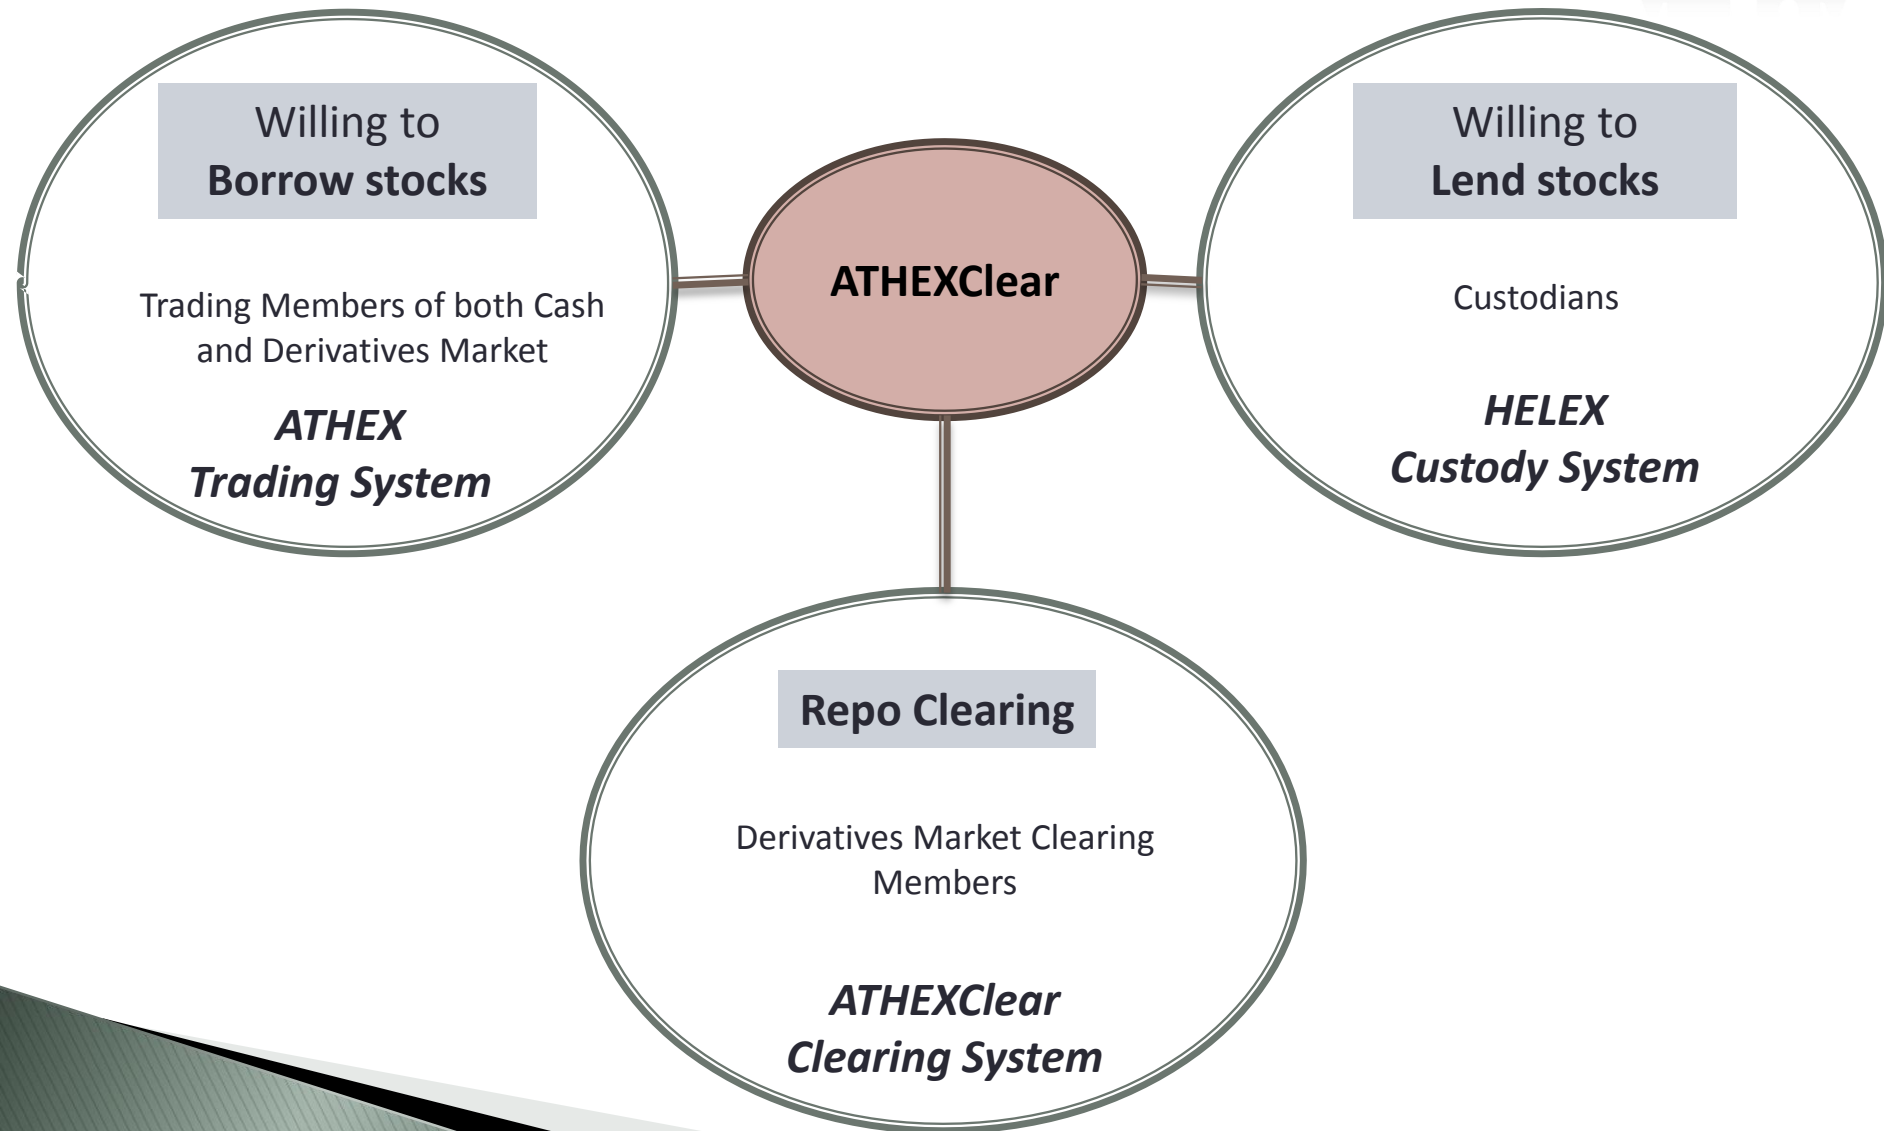 Willing to
Borrow stocks
Trading Members of both Cash
and Derivatives Market
ATHEX
Trading System
ATHEXClear
Willing to
Lend stocks
Custodians
HELEX
Custody System
Repo Clearing
Derivatives Market Clearing
Members
ATHEXClear
Clearing System